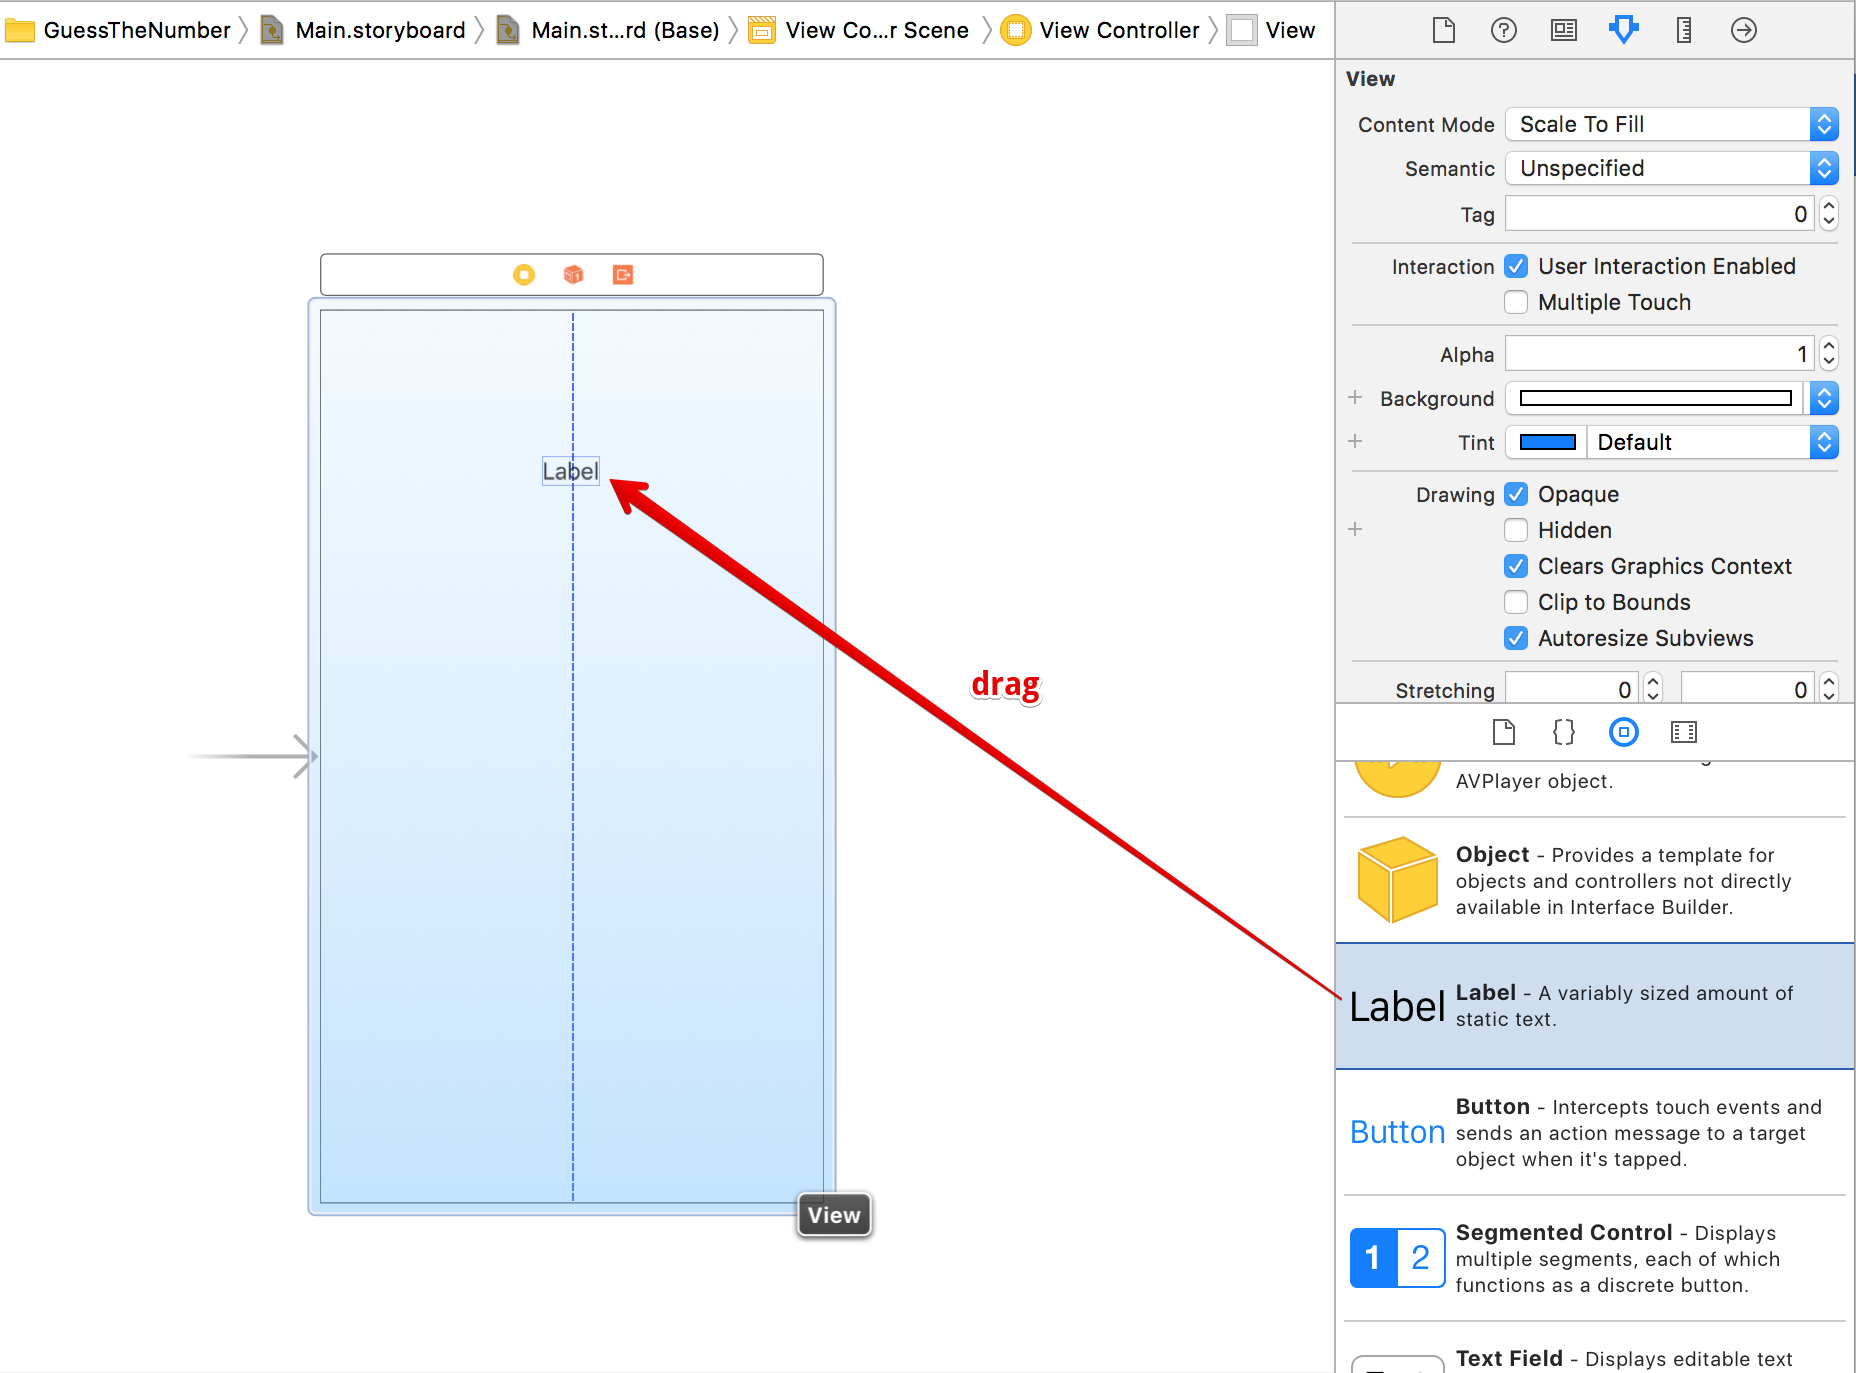 GuessTheNumber Main.storyboard Main.st...rd (Base) View Co...r Scene View Controller View
View
Content Mode Scale To Fill
Semantic Unspecified
Tag 0
Interaction User Interaction Enabled
Multiple Touch
Alpha 1
Background
Tint Default
Drawing Opaque
Hidden
Clears Graphics Context
Clip to Bounds
Autoresize Subviews
Stretching 0 0
Label
drag
View
AVPlayer object.
Object - Provides a template for
objects and controllers not directly
available in Interface Builder.
Label
Label - A variably sized amount of
static text.
Button
Button - Intercepts touch events and
sends an action message to a target
object when it's tapped.
1 2
Segmented Control - Displays
multiple segments, each of which
functions as a discrete button.
Text Field - Displays editable text